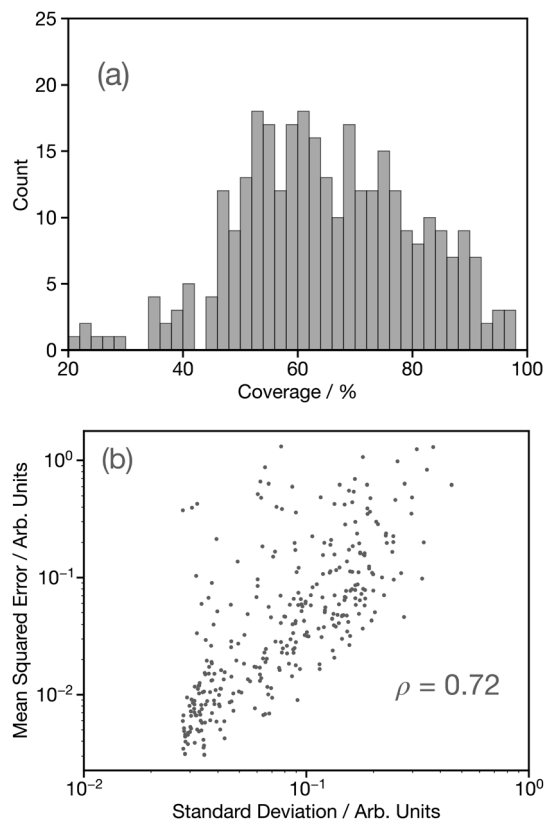 25
(a)
20
15
Count
10
5
0
20 40 60 80 100
Coverage / %
(b)
10⁰
Mean Squared Error / Arb. Units
10⁻¹
10⁻²
ρ = 0.72
10⁻² 10⁻¹ 10⁰
Standard Deviation / Arb. Units